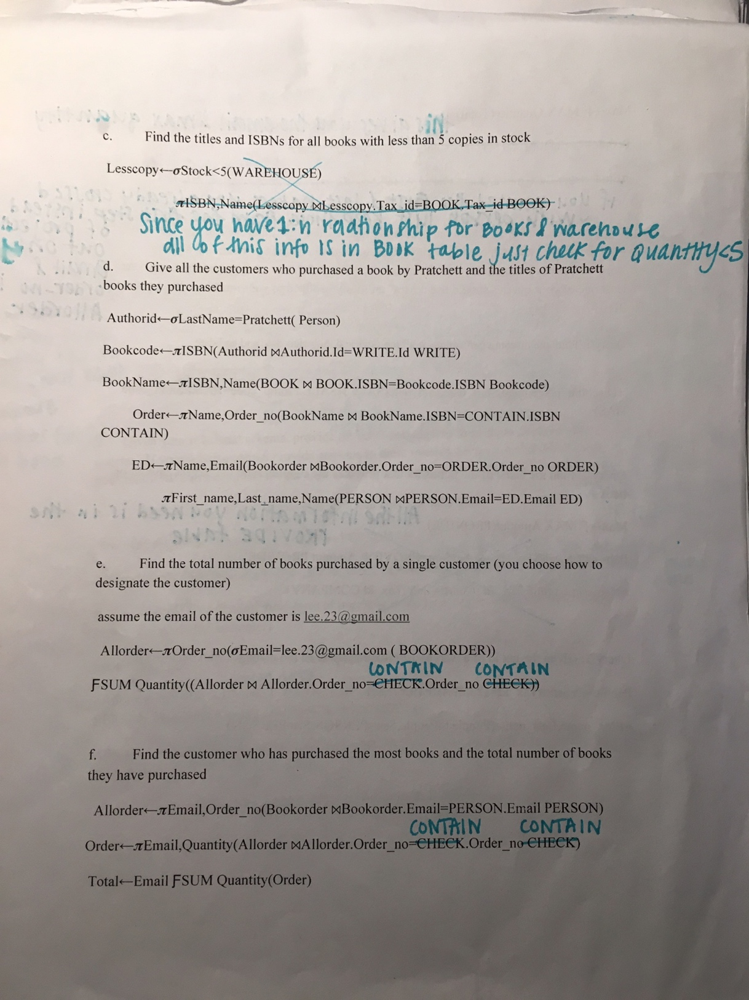 c. Find the titles and ISBNs for all books with less than 5 copies in stock
Lesscopy←σStock<5(WAREHOUSE)
πISBN,Name(Lesscopy ⋈Lesscopy.Tax_id=BOOK.Tax_id BOOK)
Since you have 1:n raationship for BOOKS & warehouse
all of this info IS in BOOK table just check for Quantity<5
d. Give all the customers who purchased a book by Pratchett and the titles of Pratchett
books they purchased
Authorid←σLastName=Pratchett( Person)
Bookcode←πISBN(Authorid ⋈Authorid.Id=WRITE.Id WRITE)
BookName←πISBN,Name(BOOK ⋈ BOOK.ISBN=Bookcode.ISBN Bookcode)
Order←πName,Order_no(BookName ⋈ BookName.ISBN=CONTAIN.ISBN
CONTAIN)
ED←πName,Email(Bookorder ⋈Bookorder.Order_no=ORDER.Order_no ORDER)
πFirst_name,Last_name,Name(PERSON ⋈PERSON.Email=ED.Email ED)
All the information you need is in the
PROVIDE table
e. Find the total number of books purchased by a single customer (you choose how to
designate the customer)
assume the email of the customer is lee.23@gmail.com
Allorder←πOrder_no(σEmail=lee.23@gmail.com ( BOOKORDER))
CONTAIN CONTAIN
ƑSUM Quantity((Allorder ⋈ Allorder.Order_no=CHECK.Order_no CHECK))
f. Find the customer who has purchased the most books and the total number of books
they have purchased
Allorder←πEmail,Order_no(Bookorder ⋈Bookorder.Email=PERSON.Email PERSON)
CONTAIN CONTAIN
Order←πEmail,Quantity(Allorder ⋈Allorder.Order_no=CHECK.Order_no CHECK)
Total←Email ƑSUM Quantity(Order)